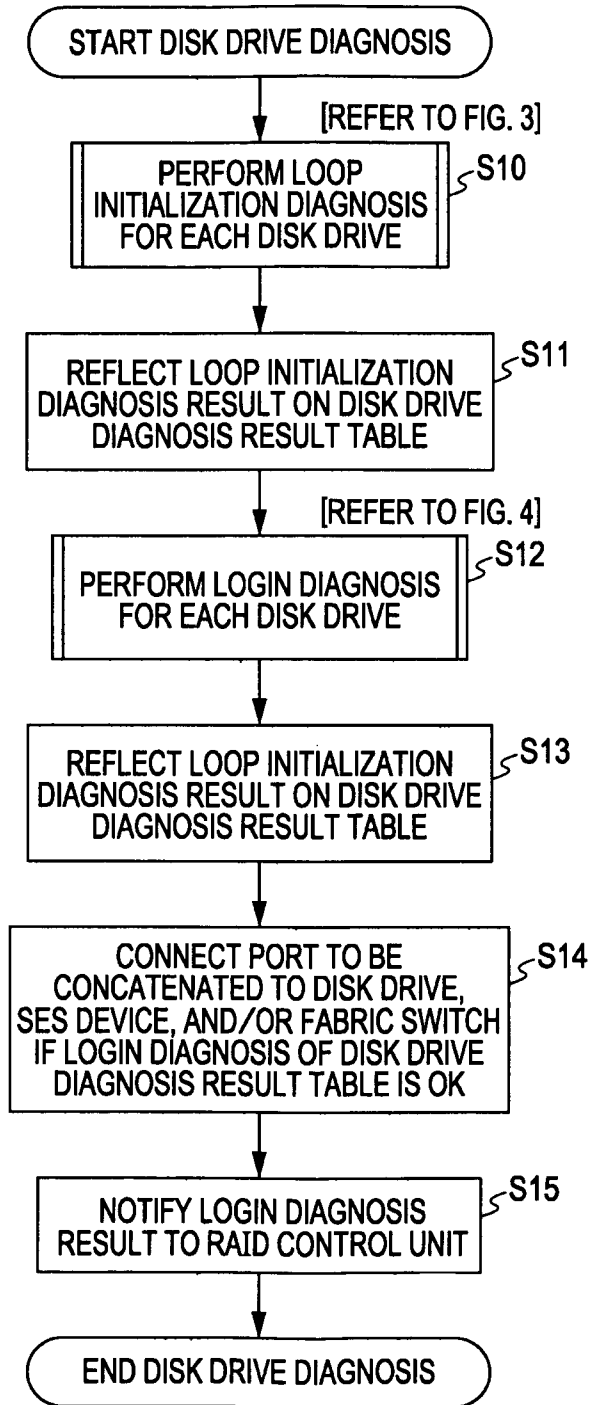 START DISK DRIVE DIAGNOSIS
[REFER TO FIG. 3]
S10
PERFORM LOOP
INITIALIZATION DIAGNOSIS
FOR EACH DISK DRIVE
S11
REFLECT LOOP INITIALIZATION
DIAGNOSIS RESULT ON DISK DRIVE
DIAGNOSIS RESULT TABLE
[REFER TO FIG. 4]
S12
PERFORM LOGIN DIAGNOSIS
FOR EACH DISK DRIVE
S13
REFLECT LOOP INITIALIZATION
DIAGNOSIS RESULT ON DISK DRIVE
DIAGNOSIS RESULT TABLE
S14
CONNECT PORT TO BE
CONCATENATED TO DISK DRIVE,
SES DEVICE, AND/OR FABRIC SWITCH
IF LOGIN DIAGNOSIS OF DISK DRIVE
DIAGNOSIS RESULT TABLE IS OK
S15
NOTIFY LOGIN DIAGNOSIS
RESULT TO RAID CONTROL UNIT
END DISK DRIVE DIAGNOSIS